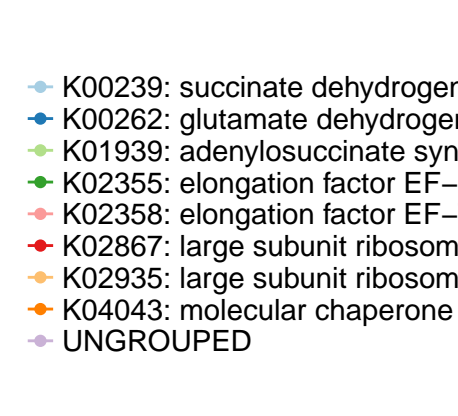 K00239: succinate dehydrogen
K00262: glutamate dehydrogen
K01939: adenylosuccinate syn
K02355: elongation factor EF−
K02358: elongation factor EF−
K02867: large subunit ribosom
K02935: large subunit ribosom
K04043: molecular chaperone
UNGROUPED